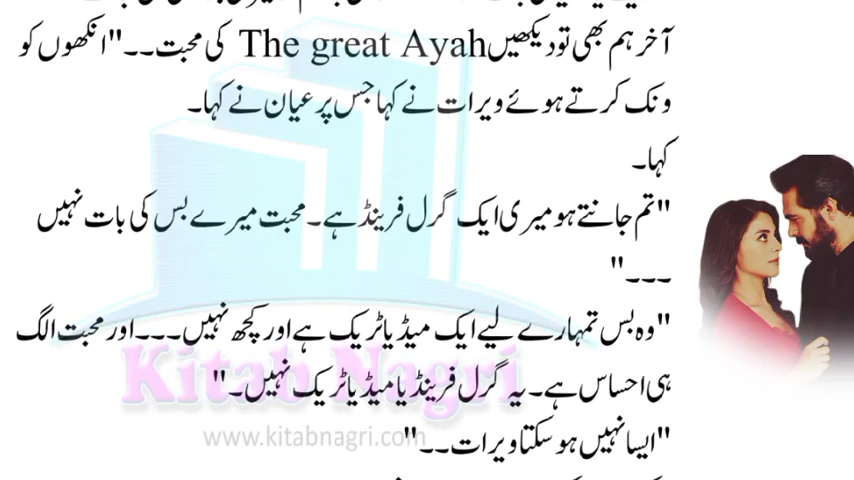 آخر ہم بھی تو دیکھیں The great Ayah کی محبت۔۔"انکھوں کو
ونک کرتے ہوئے ویرات نے کہا جس پر عیان نے کہا۔
کہا۔
"تم جانتے ہو میری ایک گرل فرینڈ ہے۔ محبت میرے بس کی بات نہیں
۔۔۔"
"وہ بس تمہارے لیے ایک میڈیا ٹریک ہے اور کچھ نہیں۔۔۔اور محبت الگ
ہی احساس ہے۔ یہ گرل فرینڈ یا میڈیا ٹریک نہیں۔"
"ایسا نہیں ہو سکتا ویرات۔۔"
Kitab Nagri
www.kitabnagri.com